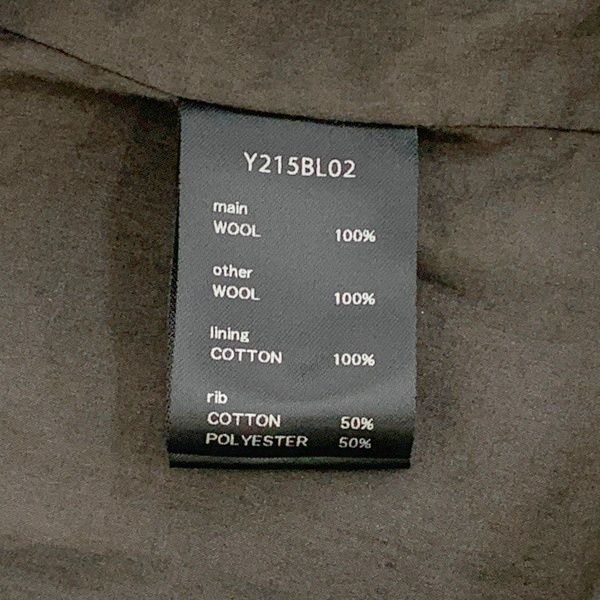 Y215BL02
main
WOOL 100%
other
WOOL 100%
lining
COTTON 100%
rib
COTTON 50%
POLYESTER 50%